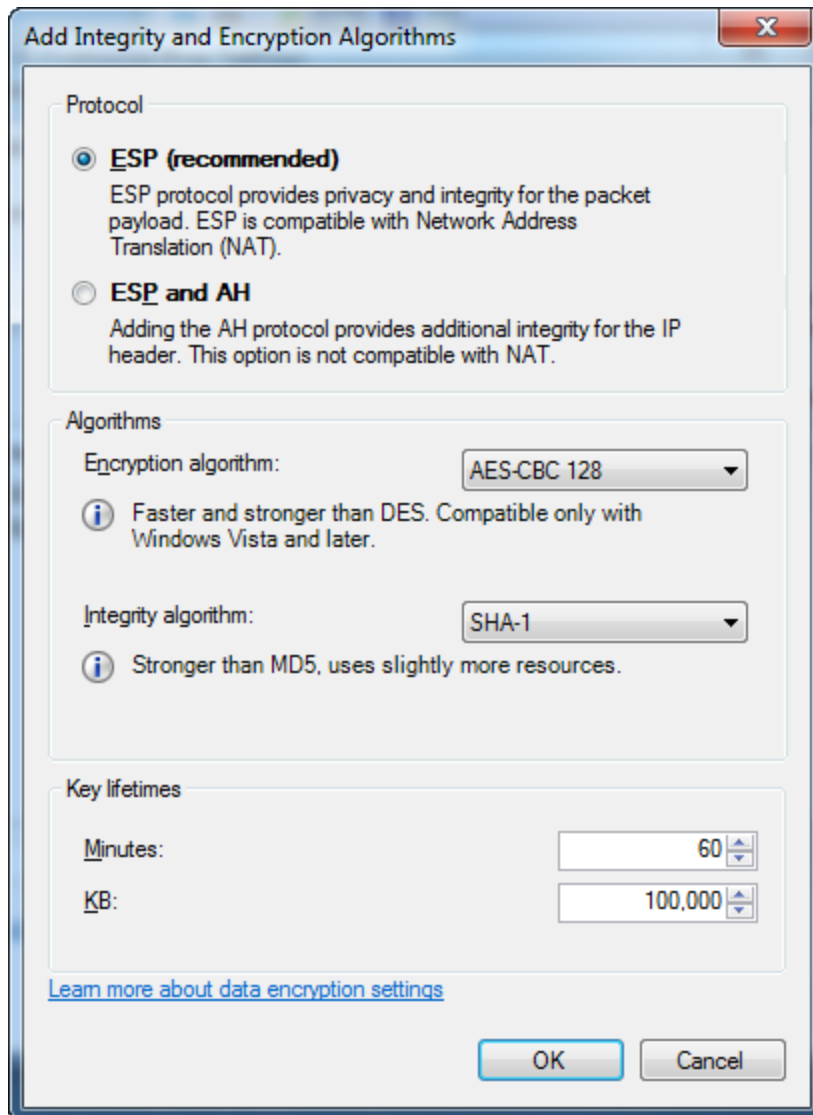 Add Integrity and Encryption Algorithms
Protocol
ESP (recommended)
ESP protocol provides privacy and integrity for the packet
payload. ESP is compatible with Network Address
Translation (NAT).
ESP and AH
Adding the AH protocol provides additional integrity for the IP
header. This option is not compatible with NAT.
Algorithms
Encryption algorithm: AES-CBC 128
Faster and stronger than DES. Compatible only with
Windows Vista and later.
Integrity algorithm: SHA-1
Stronger than MD5, uses slightly more resources.
Key lifetimes
Minutes: 60
KB: 100,000
Learn more about data encryption settings
OK Cancel